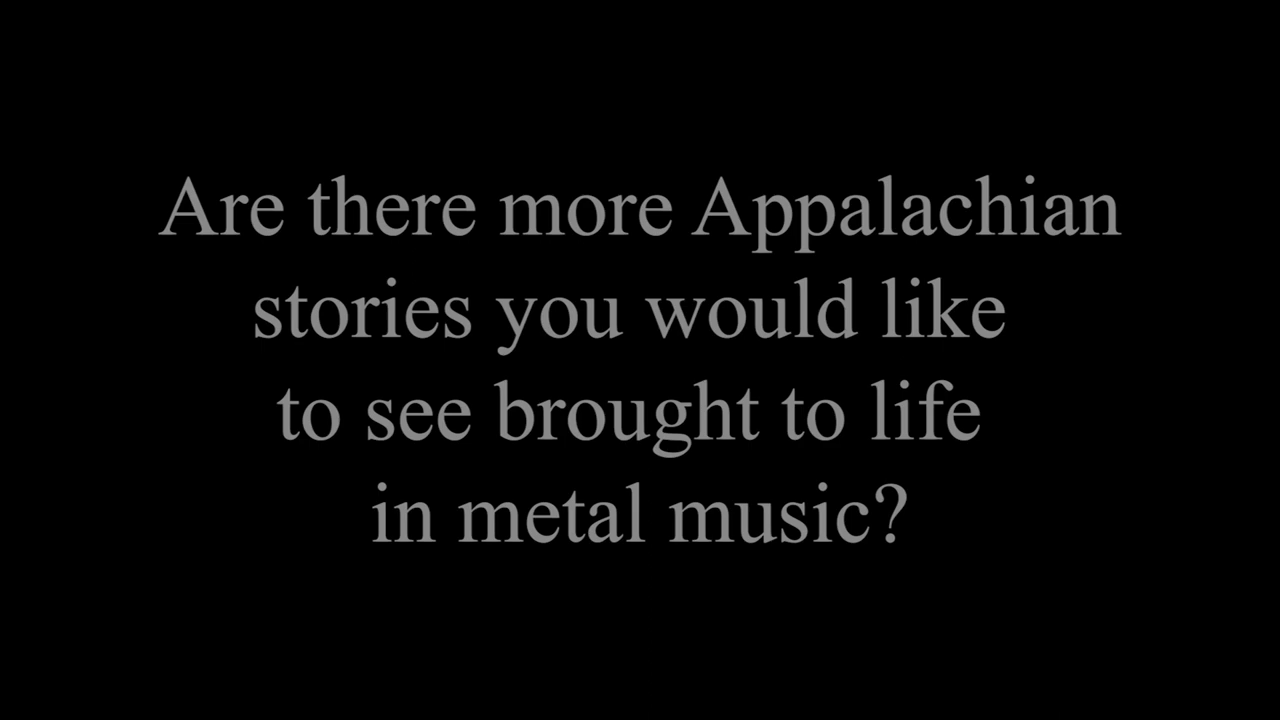 Are there more Appalachian
stories you would like
to see brought to life
in metal music?